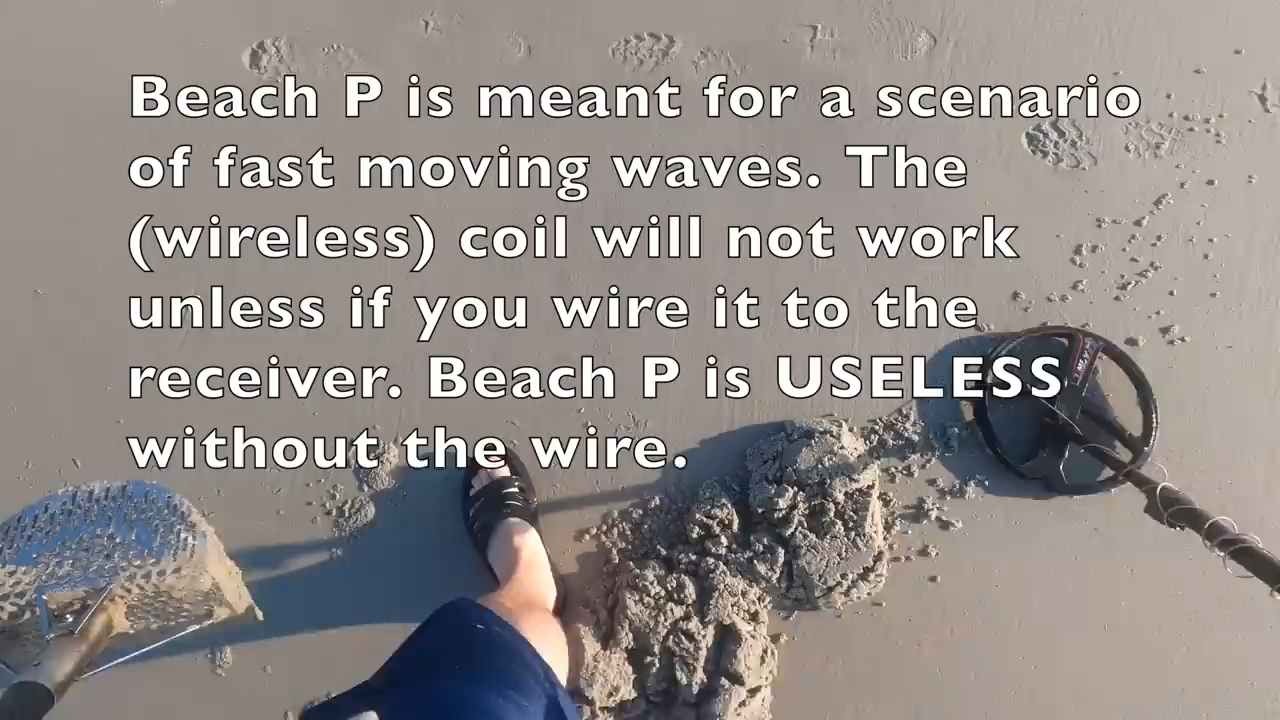 Beach P is meant for a scenario
of fast moving waves. The
(wireless) coil will not work
unless if you wire it to the
receiver. Beach P is USELESS
without the wire.